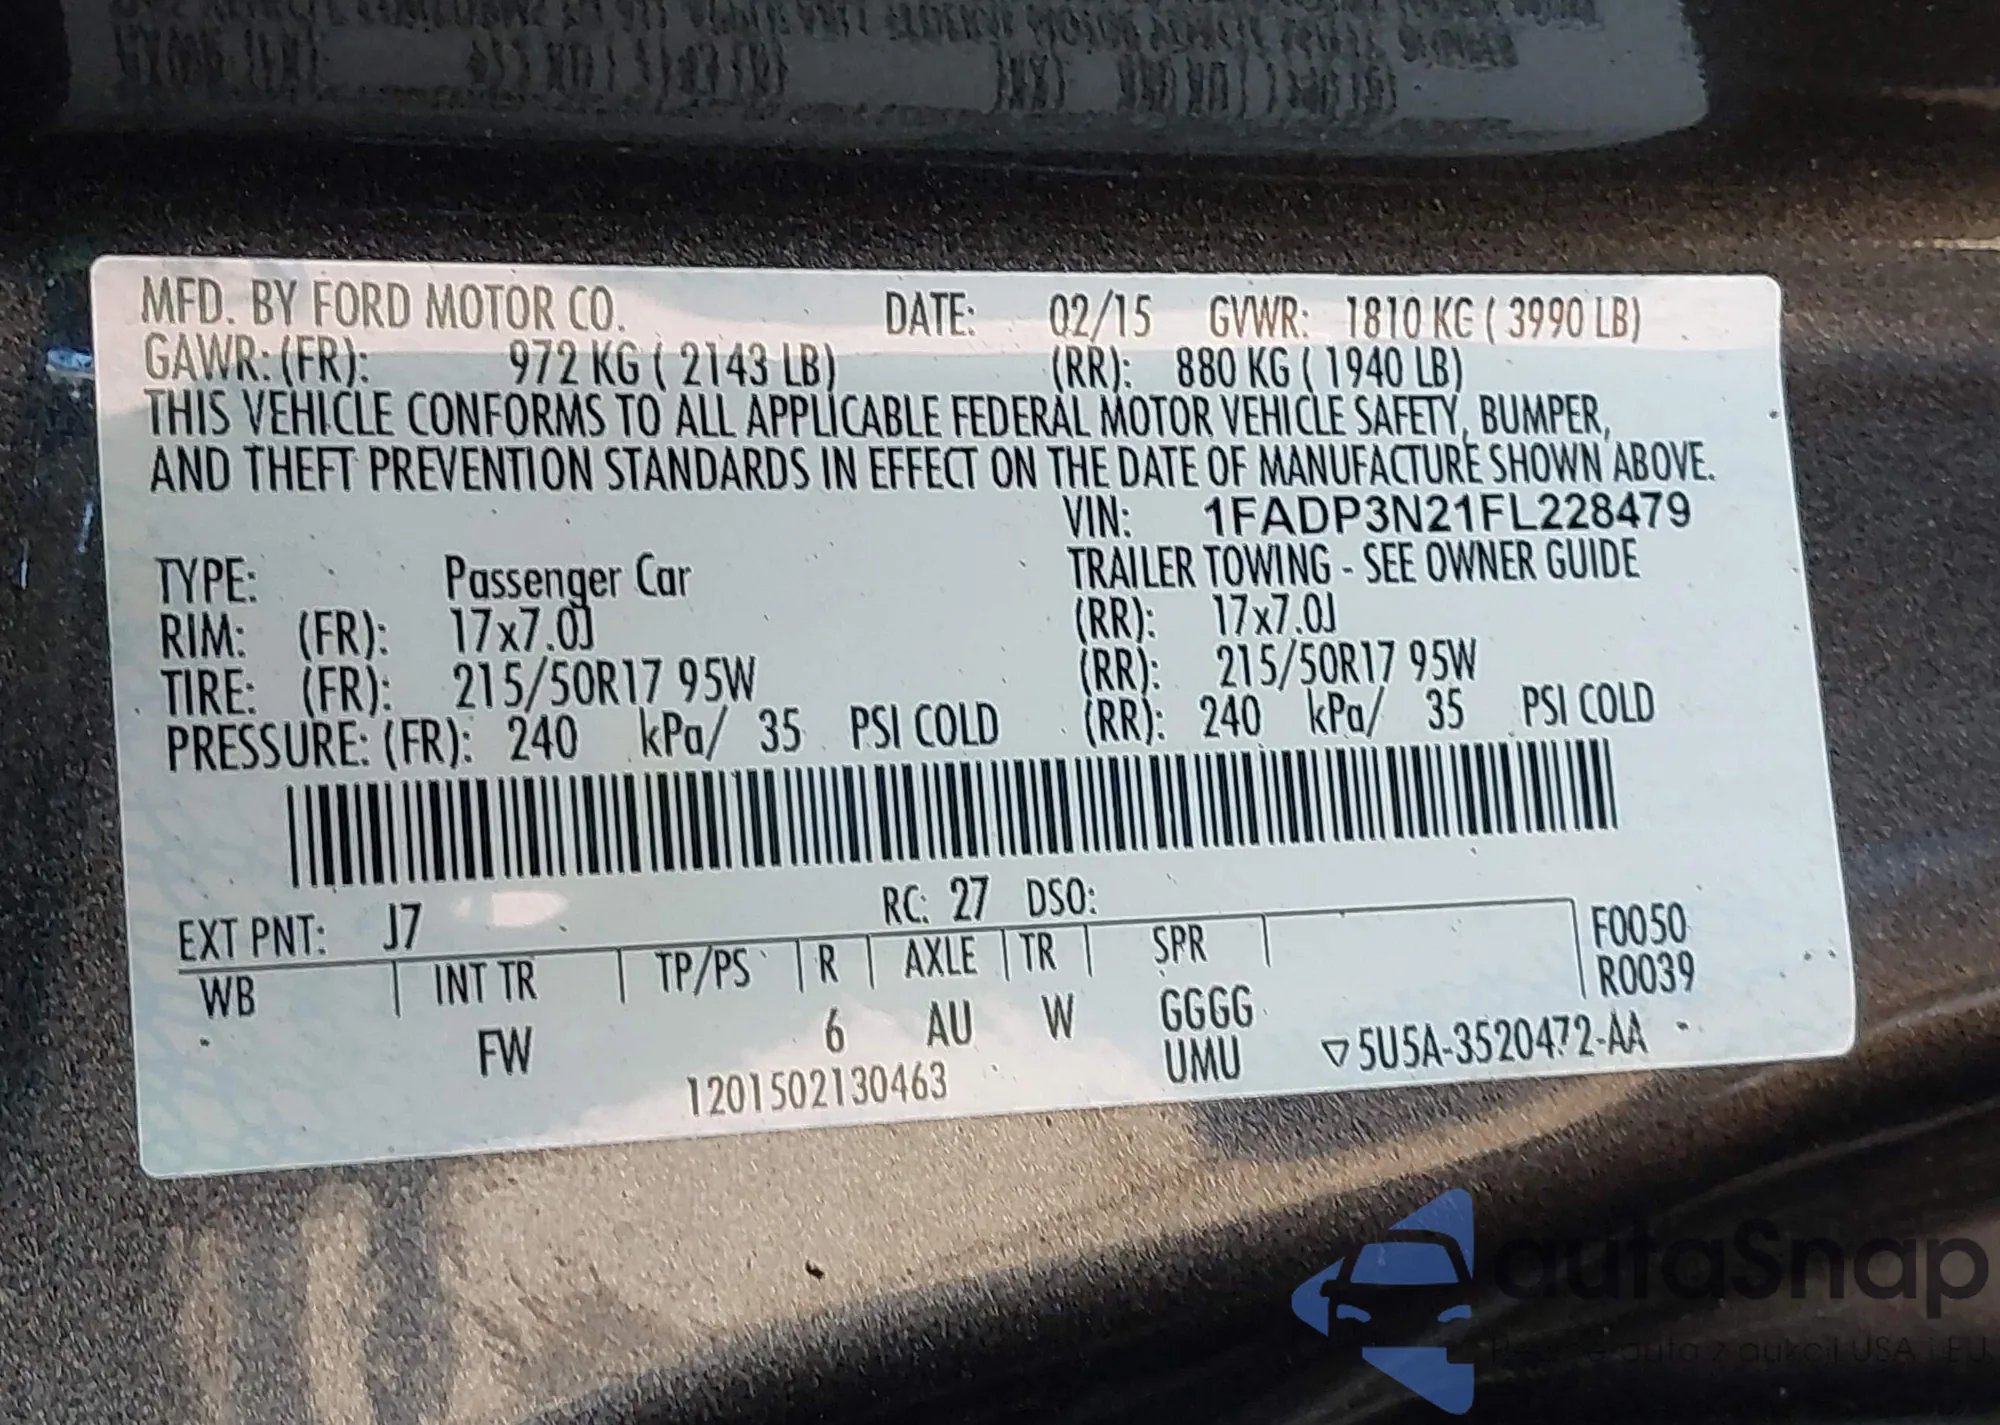 MFD. BY FORD MOTOR CO. DATE: 02/15 GVWR: 1810 KG ( 3990 LB)
GAWR: (FR): 972 KG ( 2143 LB) (RR): 880 KG ( 1940 LB)
THIS VEHICLE CONFORMS TO ALL APPLICABLE FEDERAL MOTOR VEHICLE SAFETY, BUMPER,
AND THEFT PREVENTION STANDARDS IN EFFECT ON THE DATE OF MANUFACTURE SHOWN ABOVE.
VIN: 1FADP3N21FL228479
TYPE: Passenger Car TRAILER TOWING - SEE OWNER GUIDE
RIM: (FR): 17x7.0J (RR): 17x7.0J
TIRE: (FR): 215/50R17 95W (RR): 215/50R17 95W
PRESSURE: (FR): 240 kPa/ 35 PSI COLD (RR): 240 kPa/ 35 PSI COLD
EXT PNT: J7 RC: 27 DSO:
F0050
WB INT TR TP/PS R AXLE TR SPR R0039
FW 6 AU W GGGG
UMU ▽5U5A-3520472-AA
1201502130463
autaSnap
auta z aukcji USA i EU